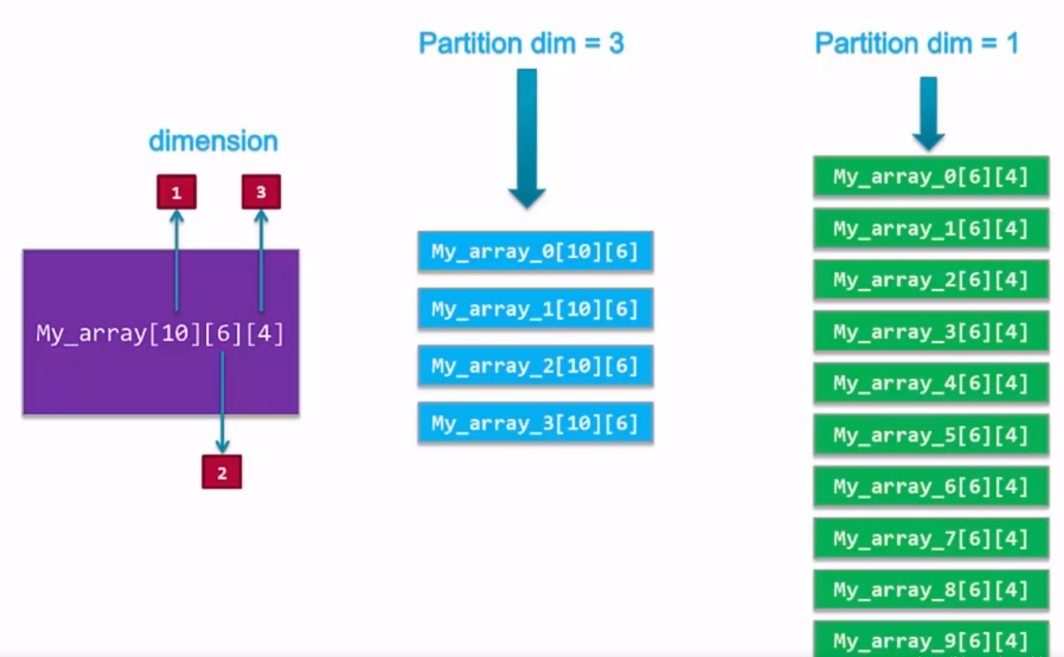 Partition dim = 3
Partition dim = 1
dimension
1
3
My_array[10][6][4]
2
My_array_0[10][6]
My_array_1[10][6]
My_array_2[10][6]
My_array_3[10][6]
My_array_0[6][4]
My_array_1[6][4]
My_array_2[6][4]
My_array_3[6][4]
My_array_4[6][4]
My_array_5[6][4]
My_array_6[6][4]
My_array_7[6][4]
My_array_8[6][4]
My_array_9[6][4]